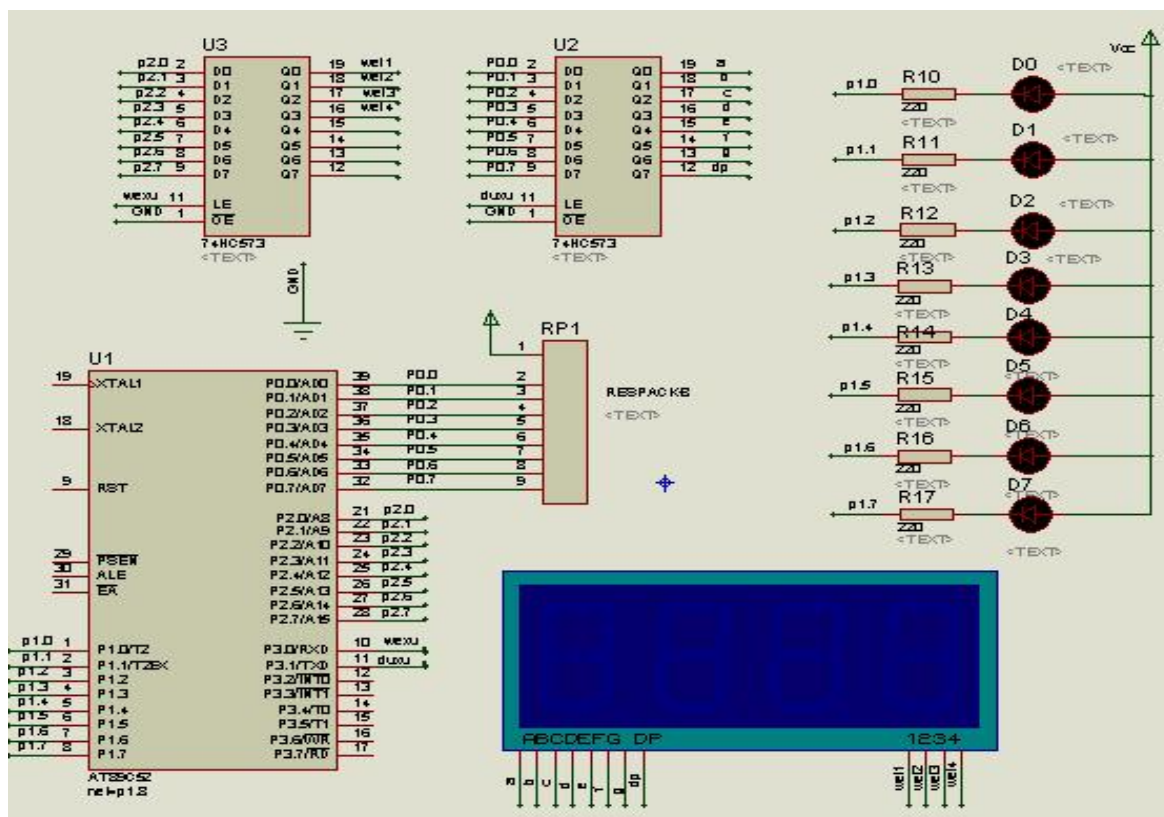 U3
p2.0 2 D0 Q0 19 wei1
p2.1 3 D1 Q1 18 wei2
p2.2 4 D2 Q2 17 wei3
p2.3 5 D3 Q3 16 wei4
p2.4 6 D4 Q4 15
p2.5 7 D5 Q5 14
p2.6 8 D6 Q6 13
p2.7 9 D7 Q7 12
11 LE
GND 1 OE
74HC573
<TEXT>
U2
P0.0 2 D0 Q0 19 a
P0.1 3 D1 Q1 18 b
P0.2 4 D2 Q2 17 c
P0.3 5 D3 Q3 16 d
P0.4 6 D4 Q4 15 e
P0.5 7 D5 Q5 14 f
P0.6 8 D6 Q6 13 g
P0.7 9 D7 Q7 12 dp
11 LE
GND 1 OE
74HC573
<TEXT>
Vcc
p1.0 R10 220 <TEXT> D0 <TEXT>
p1.1 R11 220 <TEXT> D1 <TEXT>
p1.2 R12 220 <TEXT> D2 <TEXT>
p1.3 R13 220 <TEXT> D3 <TEXT>
p1.4 R14 220 <TEXT> D4
p1.5 R15 220 <TEXT> D5 <TEXT>
p1.6 R16 220 <TEXT> D6 <TEXT>
p1.7 R17 220 <TEXT> D7 <TEXT>
GND
RP1
1
2
3
4
5
6
7
8
9
RESPACK8
<TEXT>
U1
19 XTAL1
18 XTAL2
9 RST
29 PSEN
30 ALE
31 EA
p1.0 1 P1.0/T2
p1.1 2 P1.1/T2EX
p1.2 3 P1.2
p1.3 4 P1.3
p1.4 5 P1.4
p1.5 6 P1.5
p1.6 7 P1.6
p1.7 8 P1.7
P0.0/AD0 39 P0.0
P0.1/AD1 38 P0.1
P0.2/AD2 37 P0.2
P0.3/AD3 36 P0.3
P0.4/AD4 35 P0.4
P0.5/AD5 34 P0.5
P0.6/AD6 33 P0.6
P0.7/AD7 32 P0.7
P2.0/A8 21 p2.0
P2.1/A9 22 p2.1
P2.2/A10 23 p2.2
P2.3/A11 24 p2.3
P2.4/A12 25 p2.4
P2.5/A13 26 p2.5
P2.6/A14 27 p2.6
P2.7/A15 28 p2.7
P3.0/RXD 10
P3.1/TXD 11
P3.2/INT0 12
P3.3/INT1 13
P3.4/T0 14
P3.5/T1 15
P3.6/WR 16
P3.7/RD 17
AT89C52
net=p1.8
ABCDEFG DP 1234
a b c d e f g dp wei1 wei2 wei3 wei4